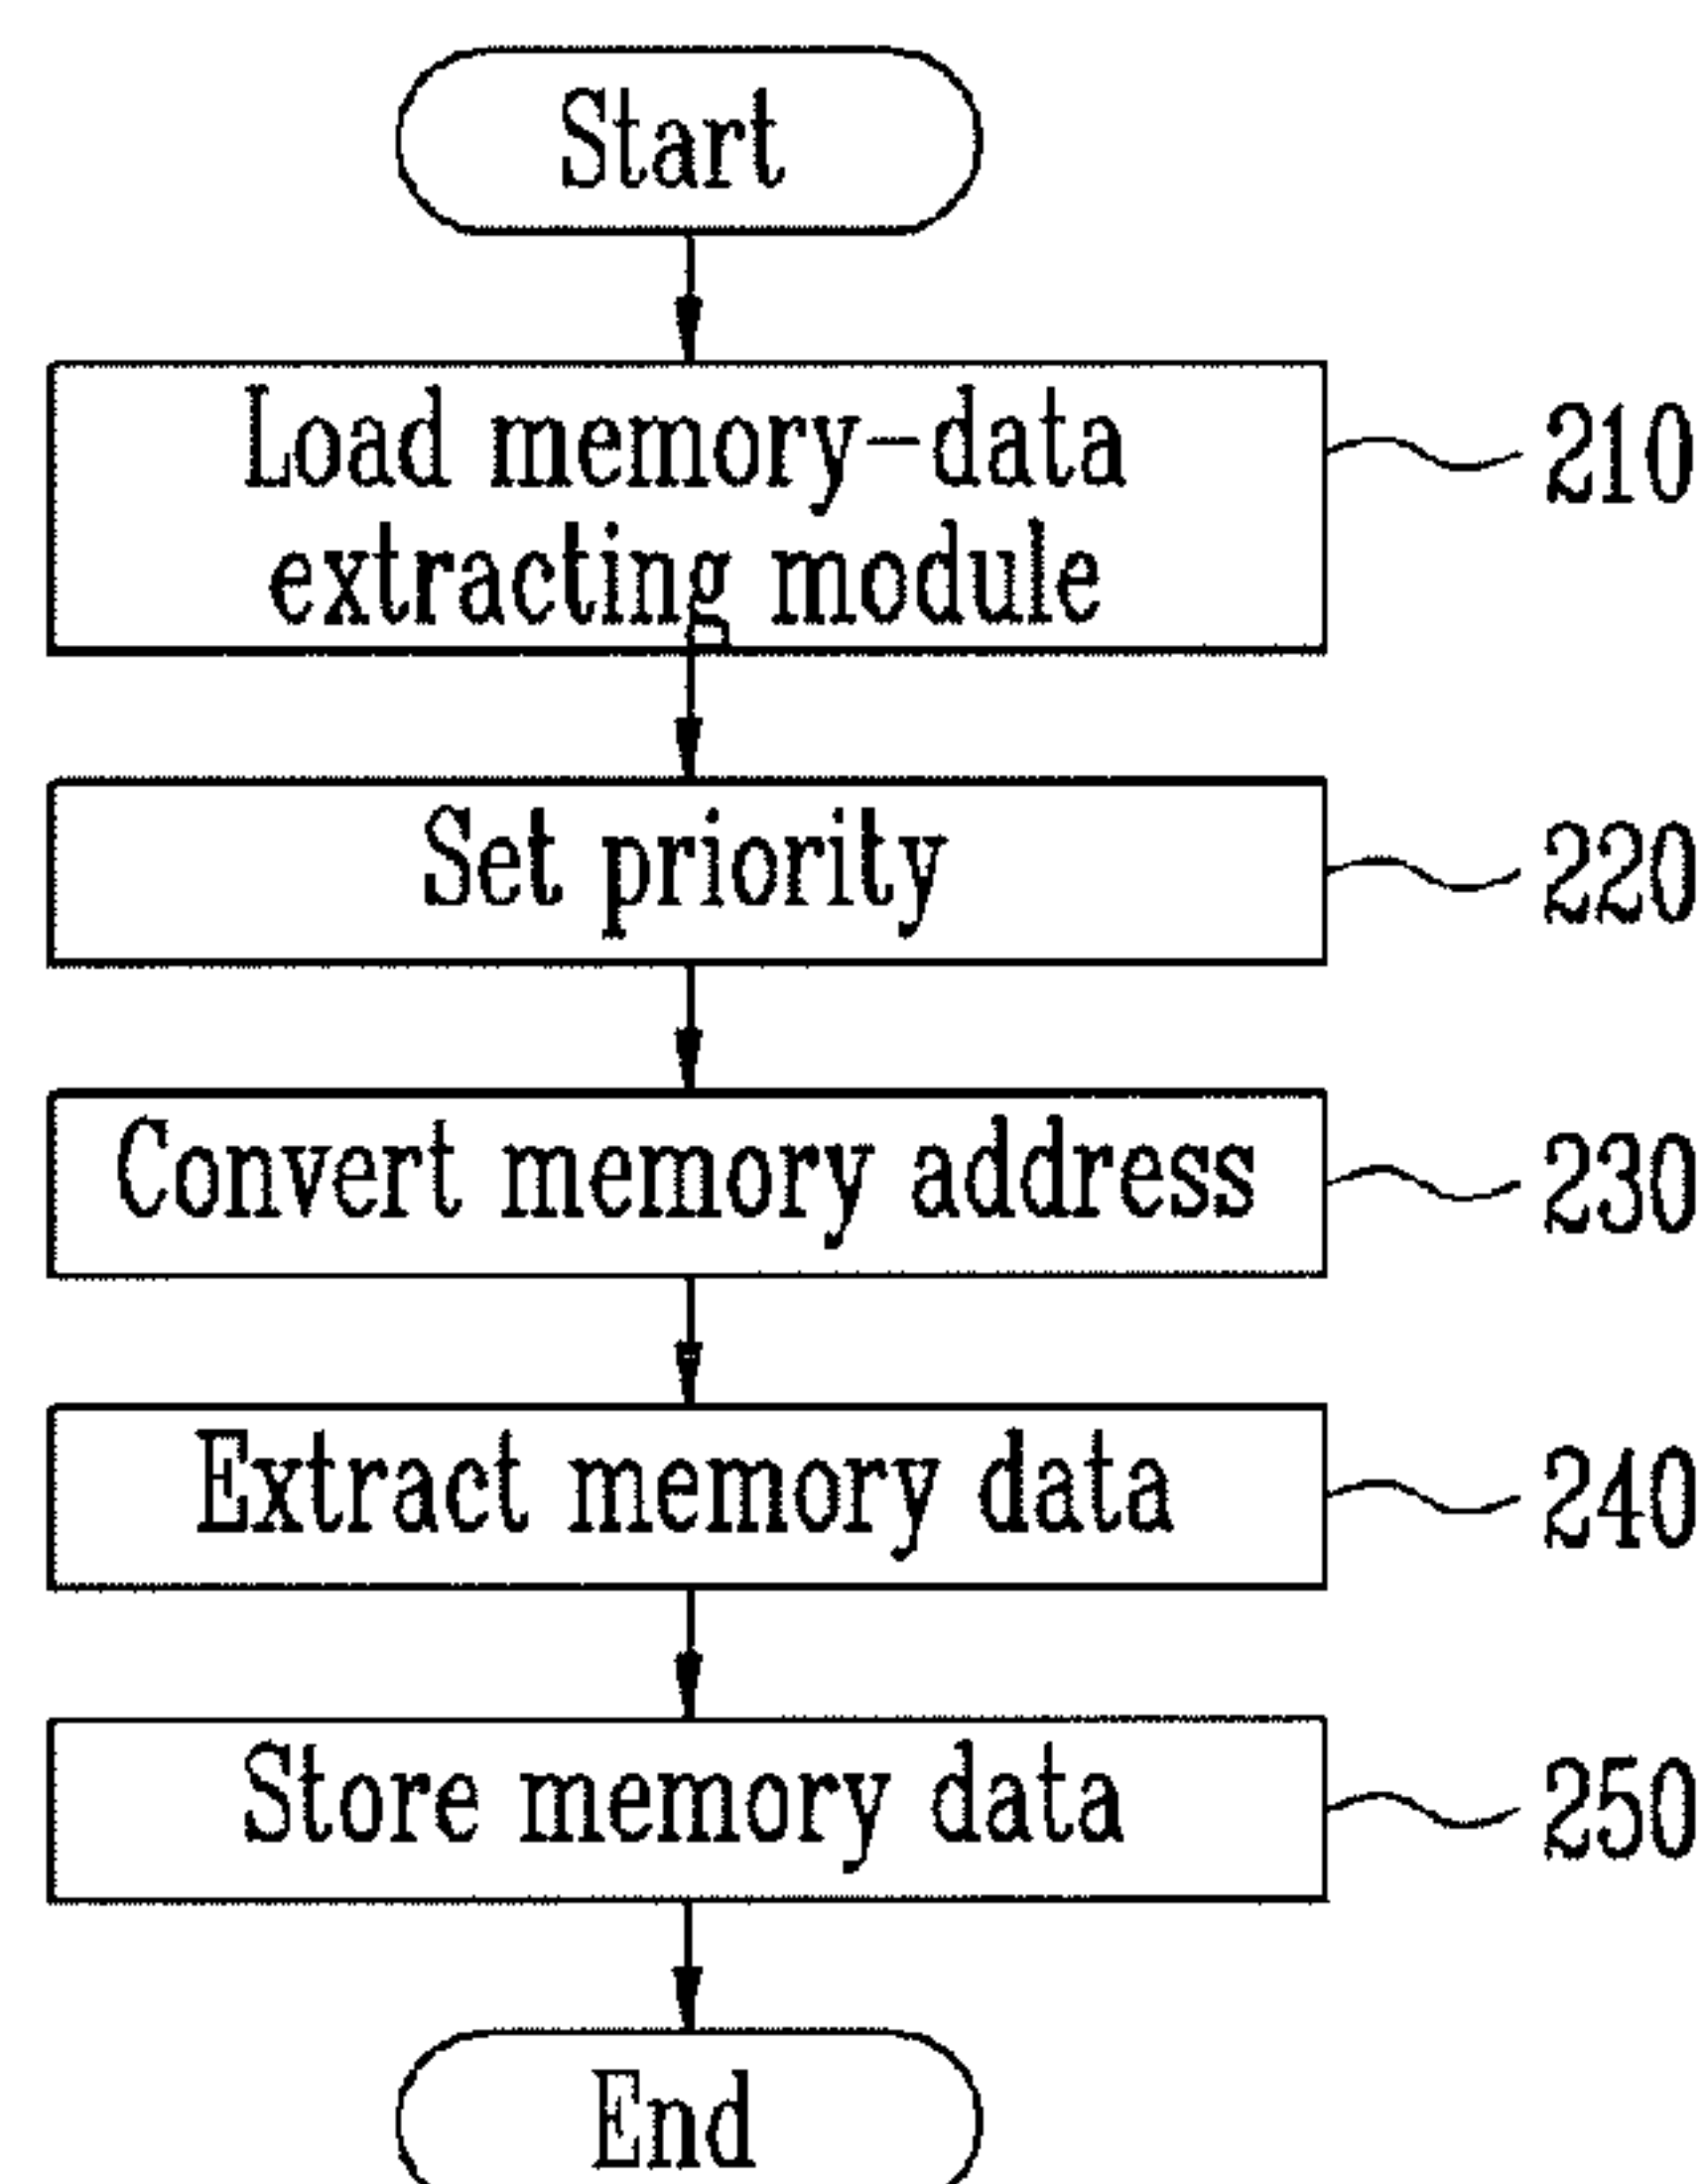 Start
Load memory-data
extracting module
210
Set priority
220
Convert memory address
230
Extract memory data
240
Store memory data
250
End